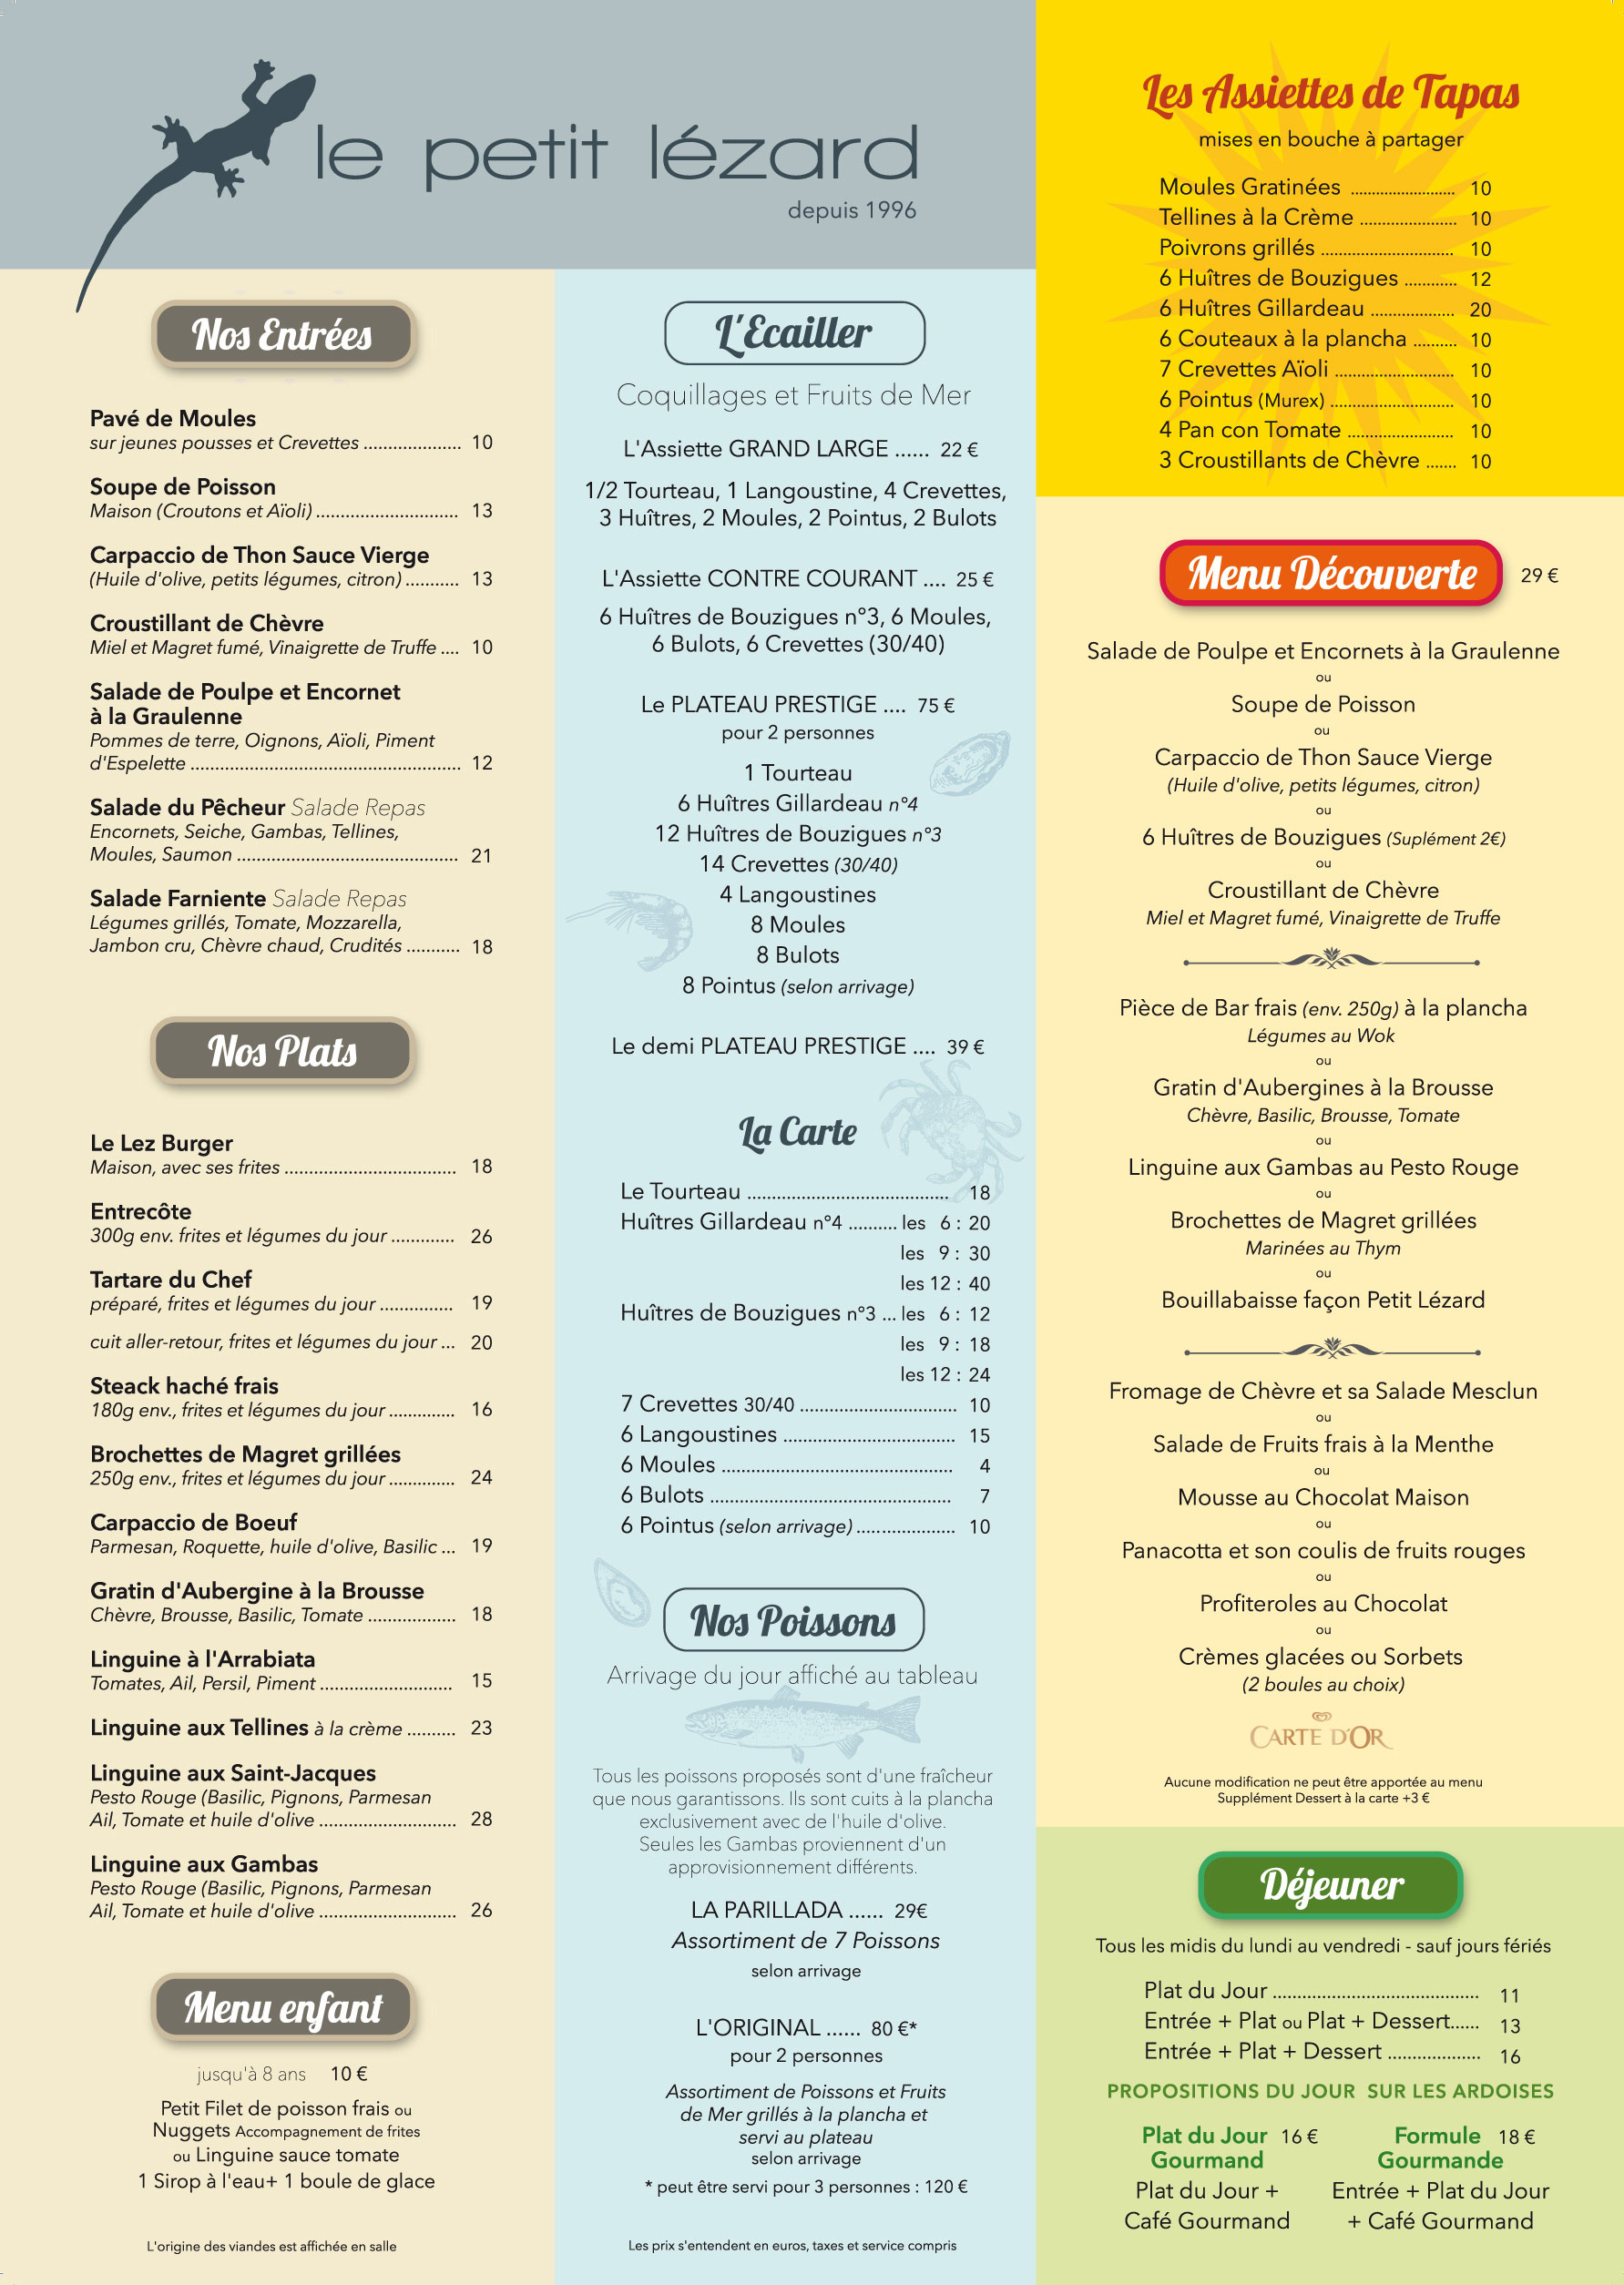 le petit lézard
depuis 1996
Nos Entrées
Pavé de Moules
sur jeunes pousses et Crevettes .................... 10
Soupe de Poisson
Maison (Croutons et Aïoli) ............................. 13
Carpaccio de Thon Sauce Vierge
(Huile d'olive, petits légumes, citron) ........... 13
Croustillant de Chèvre
Miel et Magret fumé, Vinaigrette de Truffe .... 10
Salade de Poulpe et Encornet
à la Graulenne
Pommes de terre, Oignons, Aïoli, Piment
d'Espelette ....................................................... 12
Salade du Pêcheur Salade Repas
Encornets, Seiche, Gambas, Tellines,
Moules, Saumon ............................................. 21
Salade Farniente Salade Repas
Légumes grillés, Tomate, Mozzarella,
Jambon cru, Chèvre chaud, Crudités ........... 18
Nos Plats
Le Lez Burger
Maison, avec ses frites ................................... 18
Entrecôte
300g env. frites et légumes du jour ............. 26
Tartare du Chef
préparé, frites et légumes du jour ............... 19
cuit aller-retour, frites et légumes du jour ... 20
Steack haché frais
180g env., frites et légumes du jour ............. 16
Brochettes de Magret grillées
250g env., frites et légumes du jour ............. 24
Carpaccio de Boeuf
Parmesan, Roquette, huile d'olive, Basilic ... 19
Gratin d'Aubergine à la Brousse
Chèvre, Brousse, Basilic, Tomate .................. 18
Linguine à l'Arrabiata
Tomates, Ail, Persil, Piment ........................... 15
Linguine aux Tellines à la crème .......... 23
Linguine aux Saint-Jacques
Pesto Rouge (Basilic, Pignons, Parmesan
Ail, Tomate et huile d'olive ............................ 28
Linguine aux Gambas
Pesto Rouge (Basilic, Pignons, Parmesan
Ail, Tomate et huile d'olive ............................ 26
Menu enfant
jusqu'à 8 ans 10 €
Petit Filet de poisson frais ou
Nuggets Accompagnement de frites
ou Linguine sauce tomate
1 Sirop à l'eau+ 1 boule de glace
L'origine des viandes est affichée en salle
L'Ecailler
Coquillages et Fruits de Mer
L'Assiette GRAND LARGE ...... 22 €
1/2 Tourteau, 1 Langoustine, 4 Crevettes,
3 Huîtres, 2 Moules, 2 Pointus, 2 Bulots
L'Assiette CONTRE COURANT .... 25 €
6 Huîtres de Bouzigues n°3, 6 Moules,
6 Bulots, 6 Crevettes (30/40)
Le PLATEAU PRESTIGE .... 75 €
pour 2 personnes
1 Tourteau
6 Huîtres Gillardeau n°4
12 Huîtres de Bouzigues n°3
14 Crevettes (30/40)
4 Langoustines
8 Moules
8 Bulots
8 Pointus (selon arrivage)
Le demi PLATEAU PRESTIGE .... 39 €
La Carte
Le Tourteau ......................................... 18
Huîtres Gillardeau n°4 .......... les 6 : 20
les 9 : 30
les 12 : 40
Huîtres de Bouzigues n°3 ... les 6 : 12
les 9 : 18
les 12 : 24
7 Crevettes 30/40 ................................ 10
6 Langoustines ................................... 15
6 Moules ............................................... 4
6 Bulots ................................................. 7
6 Pointus (selon arrivage) .................... 10
Nos Poissons
Arrivage du jour affiché au tableau
Tous les poissons proposés sont d'une fraîcheur
que nous garantissons. Ils sont cuits à la plancha
exclusivement avec de l'huile d'olive.
Seules les Gambas proviennent d'un
approvisionnement différents.
LA PARILLADA ...... 29€
Assortiment de 7 Poissons
selon arrivage
L'ORIGINAL ...... 80 €*
pour 2 personnes
Assortiment de Poissons et Fruits
de Mer grillés à la plancha et
servi au plateau
selon arrivage
* peut être servi pour 3 personnes : 120 €
Les prix s'entendent en euros, taxes et service compris
Les Assiettes de Tapas
mises en bouche à partager
Moules Gratinées ........................ 10
Tellines à la Crème ...................... 10
Poivrons grillés .............................. 10
6 Huîtres de Bouzigues ............ 12
6 Huîtres Gillardeau ................... 20
6 Couteaux à la plancha .......... 10
7 Crevettes Aïoli ........................... 10
6 Pointus (Murex) ............................ 10
4 Pan con Tomate ........................ 10
3 Croustillants de Chèvre ....... 10
Menu Découverte 29 €
Salade de Poulpe et Encornets à la Graulenne
ou
Soupe de Poisson
ou
Carpaccio de Thon Sauce Vierge
(Huile d'olive, petits légumes, citron)
ou
6 Huîtres de Bouzigues (Suplément 2€)
ou
Croustillant de Chèvre
Miel et Magret fumé, Vinaigrette de Truffe
Pièce de Bar frais (env. 250g) à la plancha
Légumes au Wok
ou
Gratin d'Aubergines à la Brousse
Chèvre, Basilic, Brousse, Tomate
ou
Linguine aux Gambas au Pesto Rouge
ou
Brochettes de Magret grillées
Marinées au Thym
ou
Bouillabaisse façon Petit Lézard
Fromage de Chèvre et sa Salade Mesclun
ou
Salade de Fruits frais à la Menthe
ou
Mousse au Chocolat Maison
ou
Panacotta et son coulis de fruits rouges
ou
Profiteroles au Chocolat
ou
Crèmes glacées ou Sorbets
(2 boules au choix)
CARTE D'OR
Aucune modification ne peut être apportée au menu
Supplément Dessert à la carte +3 €
Déjeuner
Tous les midis du lundi au vendredi - sauf jours fériés
Plat du Jour .......................................... 11
Entrée + Plat ou Plat + Dessert...... 13
Entrée + Plat + Dessert ................... 16
PROPOSITIONS DU JOUR SUR LES ARDOISES
Plat du Jour 16 €
Gourmand
Plat du Jour +
Café Gourmand
Formule 18 €
Gourmande
Entrée + Plat du Jour
+ Café Gourmand